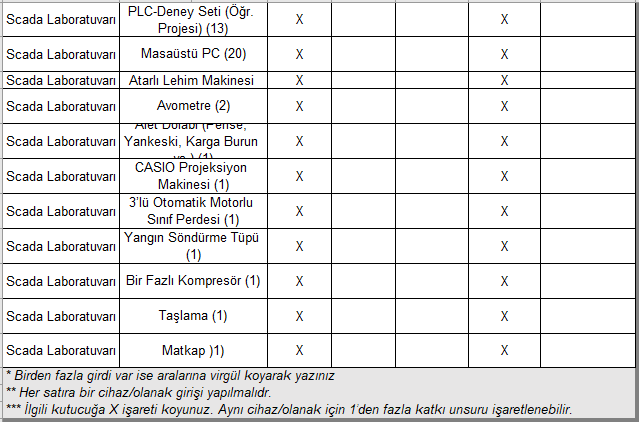 Scada Laboratuvarı PLC-Deney Seti (Öğr. X X
Projesi) (13)
Scada Laboratuvarı Masaüstü PC (20) X X
Scada Laboratuvarı Atarlı Lehim Makinesi X X
Scada Laboratuvarı Avometre (2) X X
Scada Laboratuvarı Alet Dolabı (Pense, X X
Yankeski, Karga Burun
vs.) (1)
Scada Laboratuvarı CASIO Projeksiyon X X
Makinesi (1)
Scada Laboratuvarı 3'lü Otomatik Motorlu X X
Sınıf Perdesi (1)
Scada Laboratuvarı Yangın Söndürme Tüpü X X
(1)
Scada Laboratuvarı Bir Fazlı Kompresör (1) X X
Scada Laboratuvarı Taşlama (1) X X
Scada Laboratuvarı Matkap )1) X X
* Birden fazla girdi var ise aralarına virgül koyarak yazınız
** Her satıra bir cihaz/olanak girişi yapılmalıdır.
*** İlgili kutucuğa X işareti koyunuz. Aynı cihaz/olanak için 1'den fazla katkı unsuru işaretlenebilir.